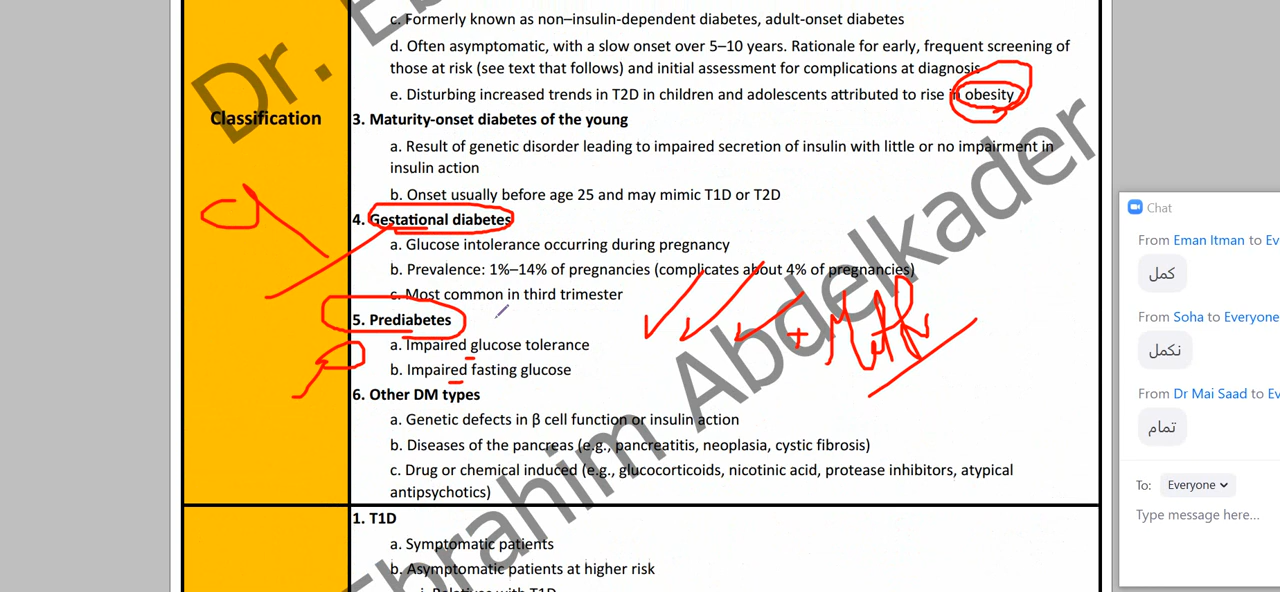 c. Formerly known as non–insulin-dependent diabetes, adult-onset diabetes
d. Often asymptomatic, with a slow onset over 5–10 years. Rationale for early, frequent screening of
those at risk (see text that follows) and initial assessment for complications at diagnosis
e. Disturbing increased trends in T2D in children and adolescents attributed to rise in obesity
Classification
3. Maturity-onset diabetes of the young
a. Result of genetic disorder leading to impaired secretion of insulin with little or no impairment in
insulin action
b. Onset usually before age 25 and may mimic T1D or T2D
4. Gestational diabetes
a. Glucose intolerance occurring during pregnancy
b. Prevalence: 1%–14% of pregnancies (complicates about 4% of pregnancies)
c. Most common in third trimester
5. Prediabetes
a. Impaired glucose tolerance
b. Impaired fasting glucose
6. Other DM types
a. Genetic defects in β cell function or insulin action
b. Diseases of the pancreas (e.g., pancreatitis, neoplasia, cystic fibrosis)
c. Drug or chemical induced (e.g., glucocorticoids, nicotinic acid, protease inhibitors, atypical
antipsychotics)
1. T1D
a. Symptomatic patients
b. Asymptomatic patients at higher risk
Dr. Ebrahim Abdelkader
Chat
From Eman Itman to Ev
كمل
From Soha to Everyone
نكمل
From Dr Mai Saad to Ev
تمام
To: Everyone
Type message here...